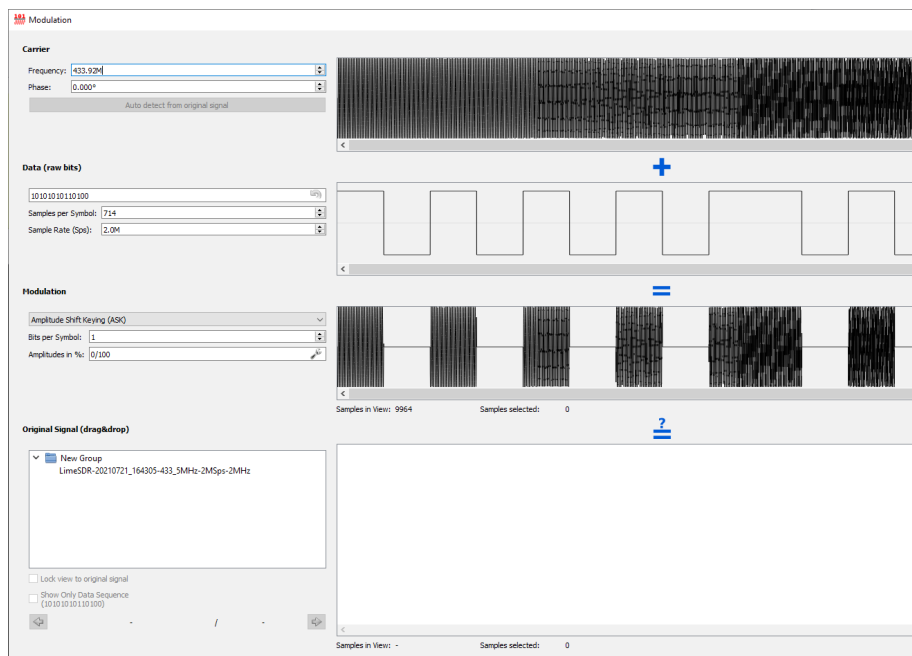 Modulation
Carrier
Frequency: 433.92M
Phase: 0.000°
Auto detect from original signal
+
Data (raw bits)
10101010110100
Samples per Symbol: 714
Sample Rate (Sps): 2.0M
=
Modulation
Amplitude Shift Keying (ASK)
Bits per Symbol: 1
Amplitudes in %: 0/100
Samples in View: 9964 Samples selected: 0
?
=
Original Signal (drag&drop)
New Group
LimeSDR-20210721_164305-433_5MHz-2MSps-2MHz
Lock view to original signal
Show Only Data Sequence
(10101010110100)
- / -
Samples in View: - Samples selected: 0